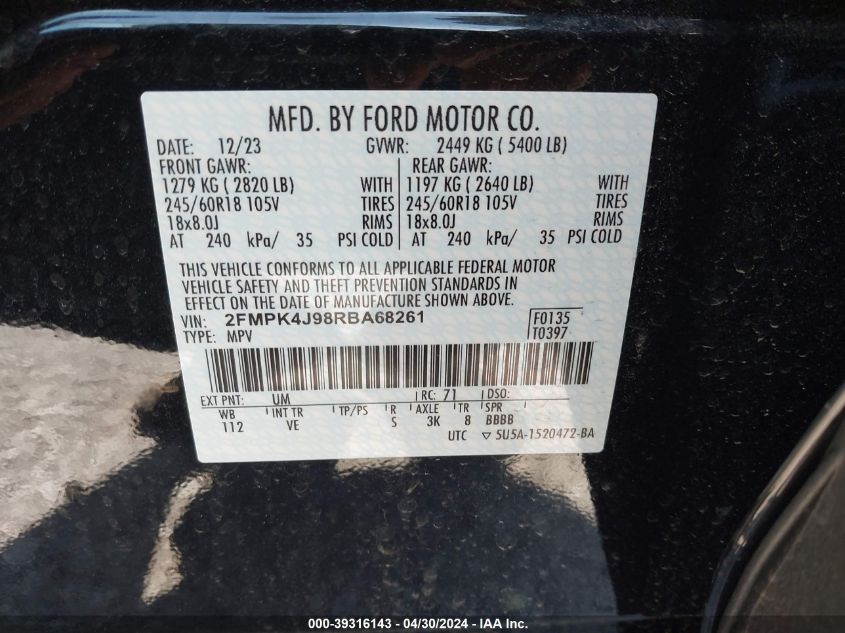 MFD. BY FORD MOTOR CO.
DATE: 12/23 GVWR: 2449 KG ( 5400 LB)
FRONT GAWR: REAR GAWR:
1279 KG ( 2820 LB) WITH 1197 KG ( 2640 LB) WITH
245/60R18 105V TIRES 245/60R18 105V TIRES
18x8.0J RIMS 18x8.0J RIMS
AT 240 kPa/ 35 PSI COLD AT 240 kPa/ 35 PSI COLD
THIS VEHICLE CONFORMS TO ALL APPLICABLE FEDERAL MOTOR
VEHICLE SAFETY AND THEFT PREVENTION STANDARDS IN
EFFECT ON THE DATE OF MANUFACTURE SHOWN ABOVE.
VIN: 2FMPK4J98RBA68261 F0135
TYPE: MPV T0397
EXT PNT: UM RC: 71 DSO:
WB INT TR TP/PS R AXLE TR SPR
112 VE S 3K 8 BBBB
UTC ▽ 5U5A-1520472-BA
000-39316143 - 04/30/2024 - IAA Inc.